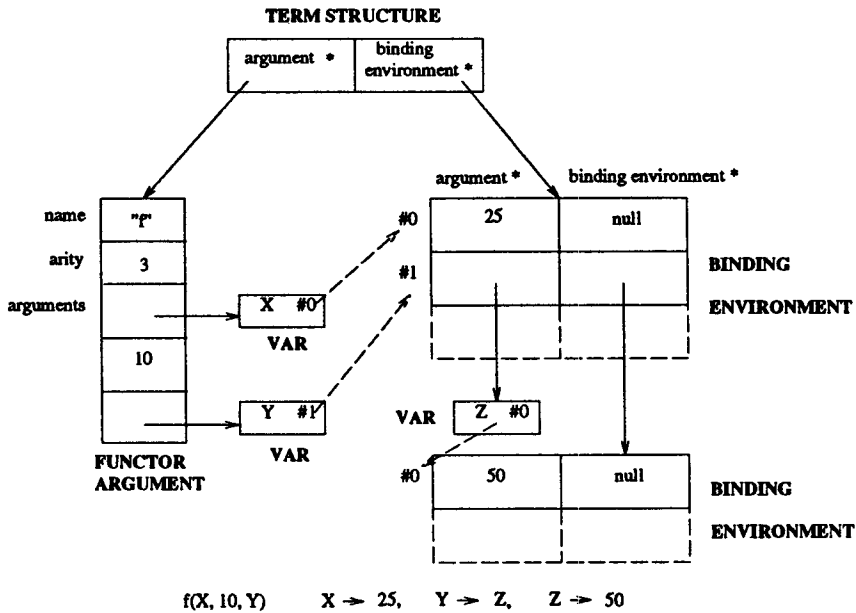 TERM STRUCTURE
argument *
binding
environment *
argument *
binding environment *
name
"f"
#0
25
null
arity
3
#1
BINDING
arguments
X #0
ENVIRONMENT
VAR
10
Y #1
VAR
Z #0
VAR
FUNCTOR
ARGUMENT
#0
50
null
BINDING
ENVIRONMENT
f(X, 10, Y) X → 25, Y → Z, Z → 50